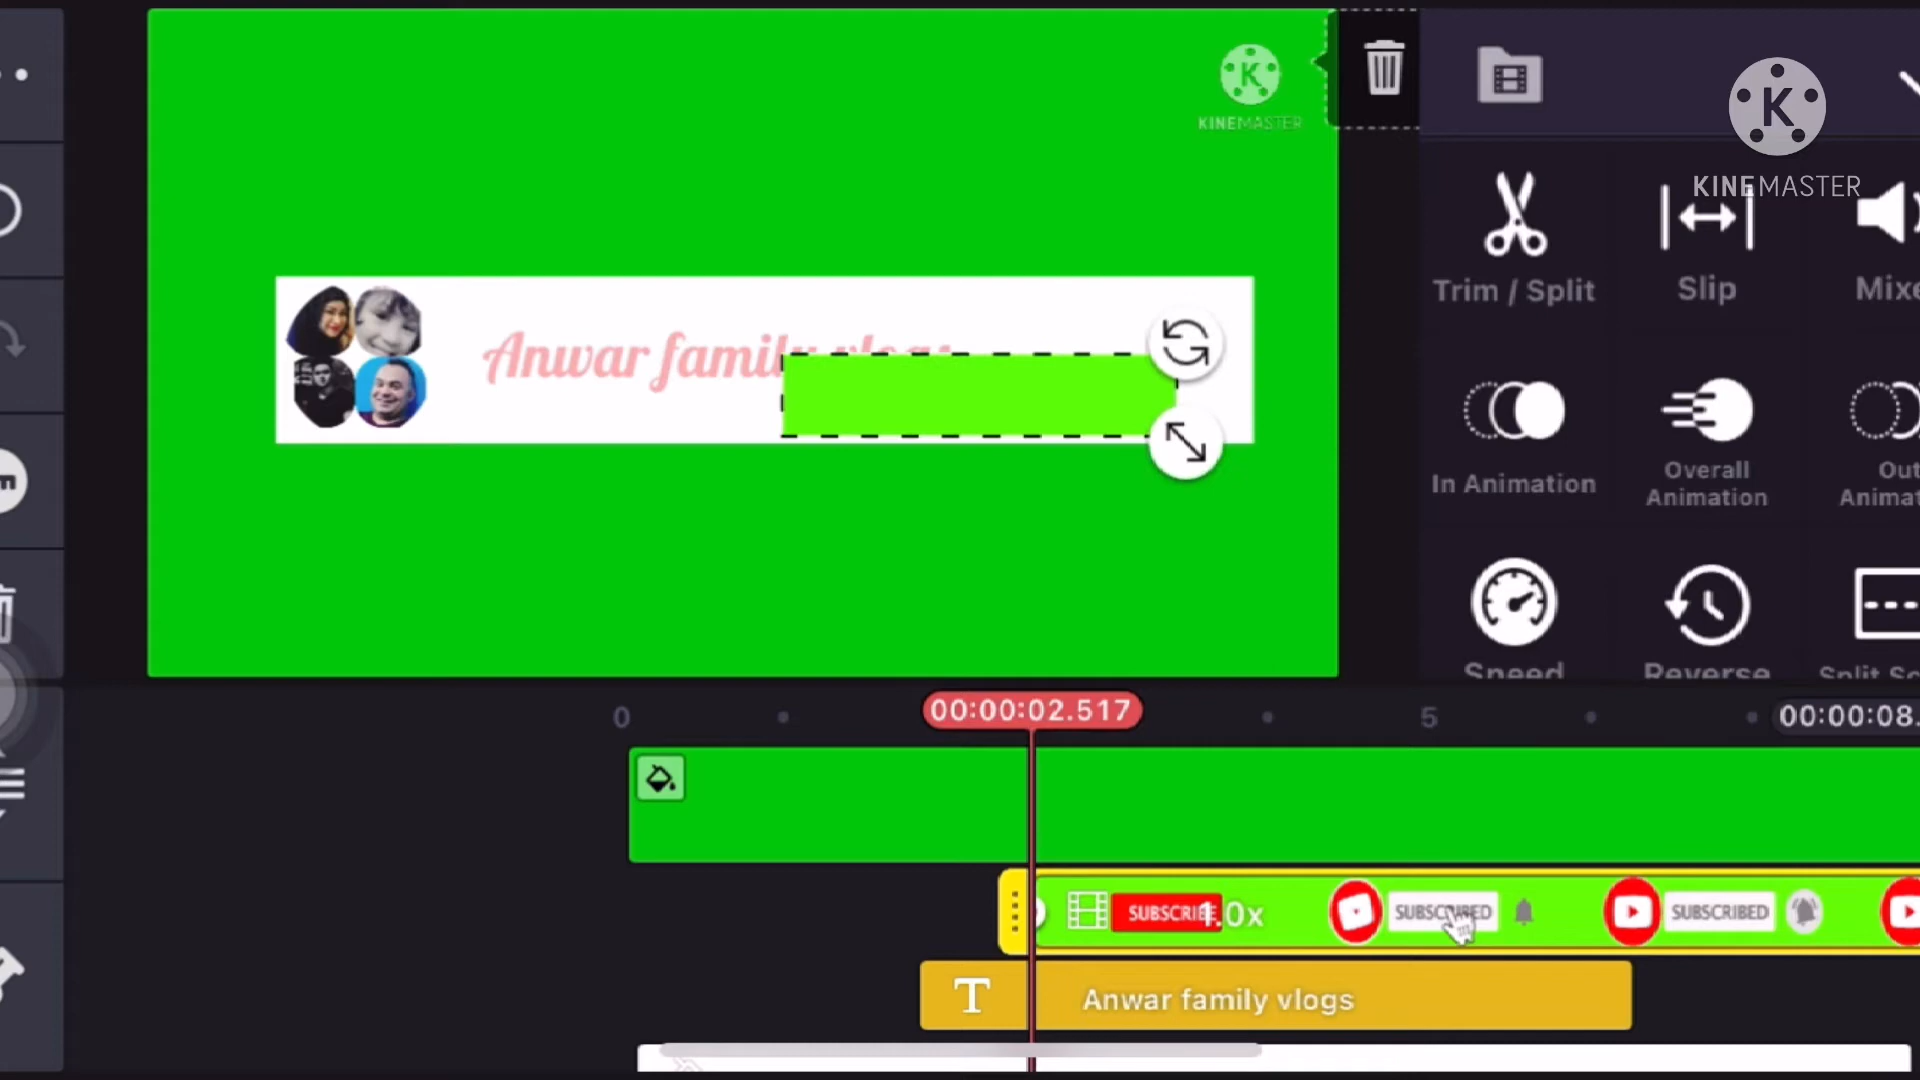 KINEMASTER
KINEMASTER
Trim / Split
Slip
Mixe
In Animation
Overall
Animation
Out
Animat
Speed
Reverse
Split Sc
Anwar family vlogs
0
00:00:02.517
5
00:00:08.
SUBSCRIBE
1.0x
SUBSCRIBED
SUBSCRIBED
T
Anwar family vlogs